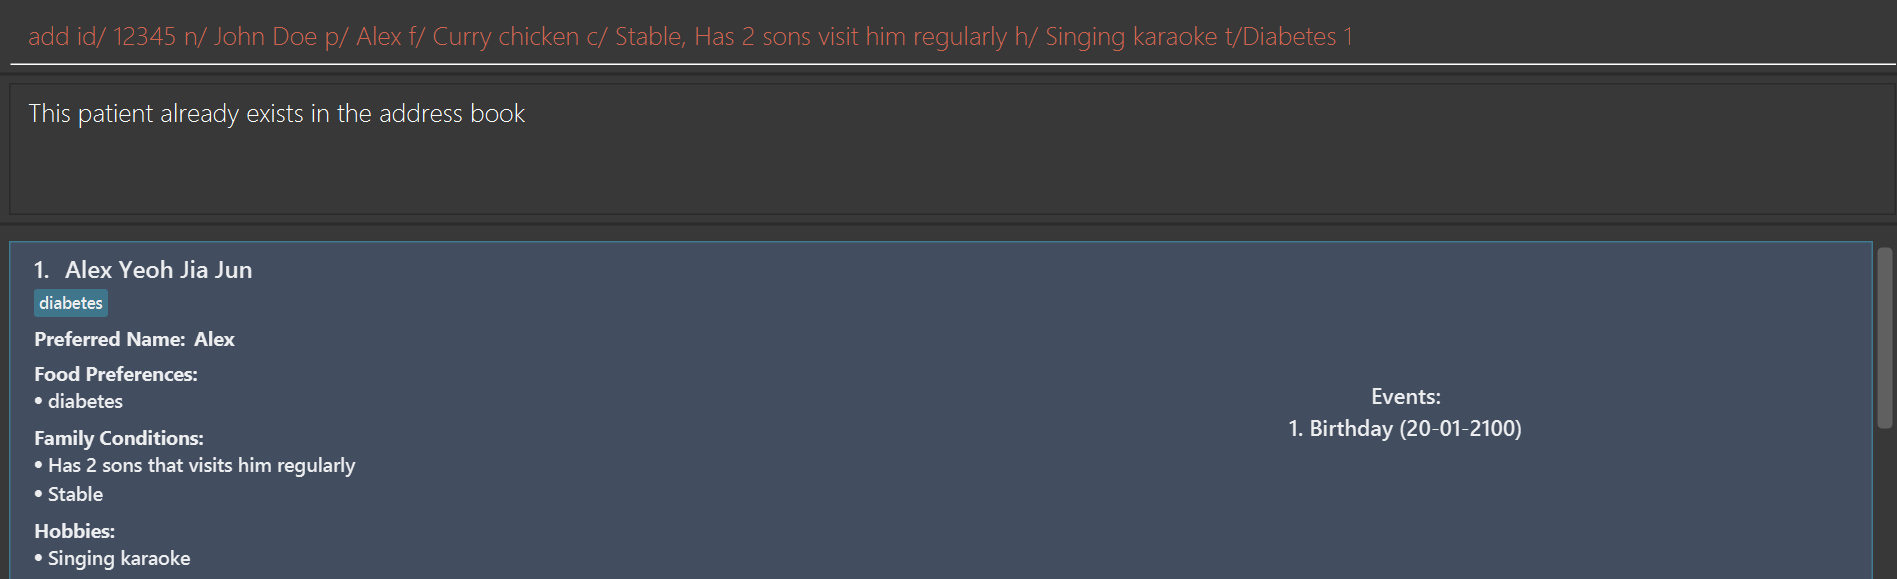 add id/ 12345 n/ John Doe p/ Alex f/ Curry chicken c/ Stable, Has 2 sons visit him regularly h/ Singing karaoke t/Diabetes 1
This patient already exists in the address book
1. Alex Yeoh Jia Jun
diabetes
Preferred Name: Alex
Food Preferences:
• diabetes
Family Conditions:
• Has 2 sons that visits him regularly
• Stable
Hobbies:
• Singing karaoke
Events:
1. Birthday (20-01-2100)